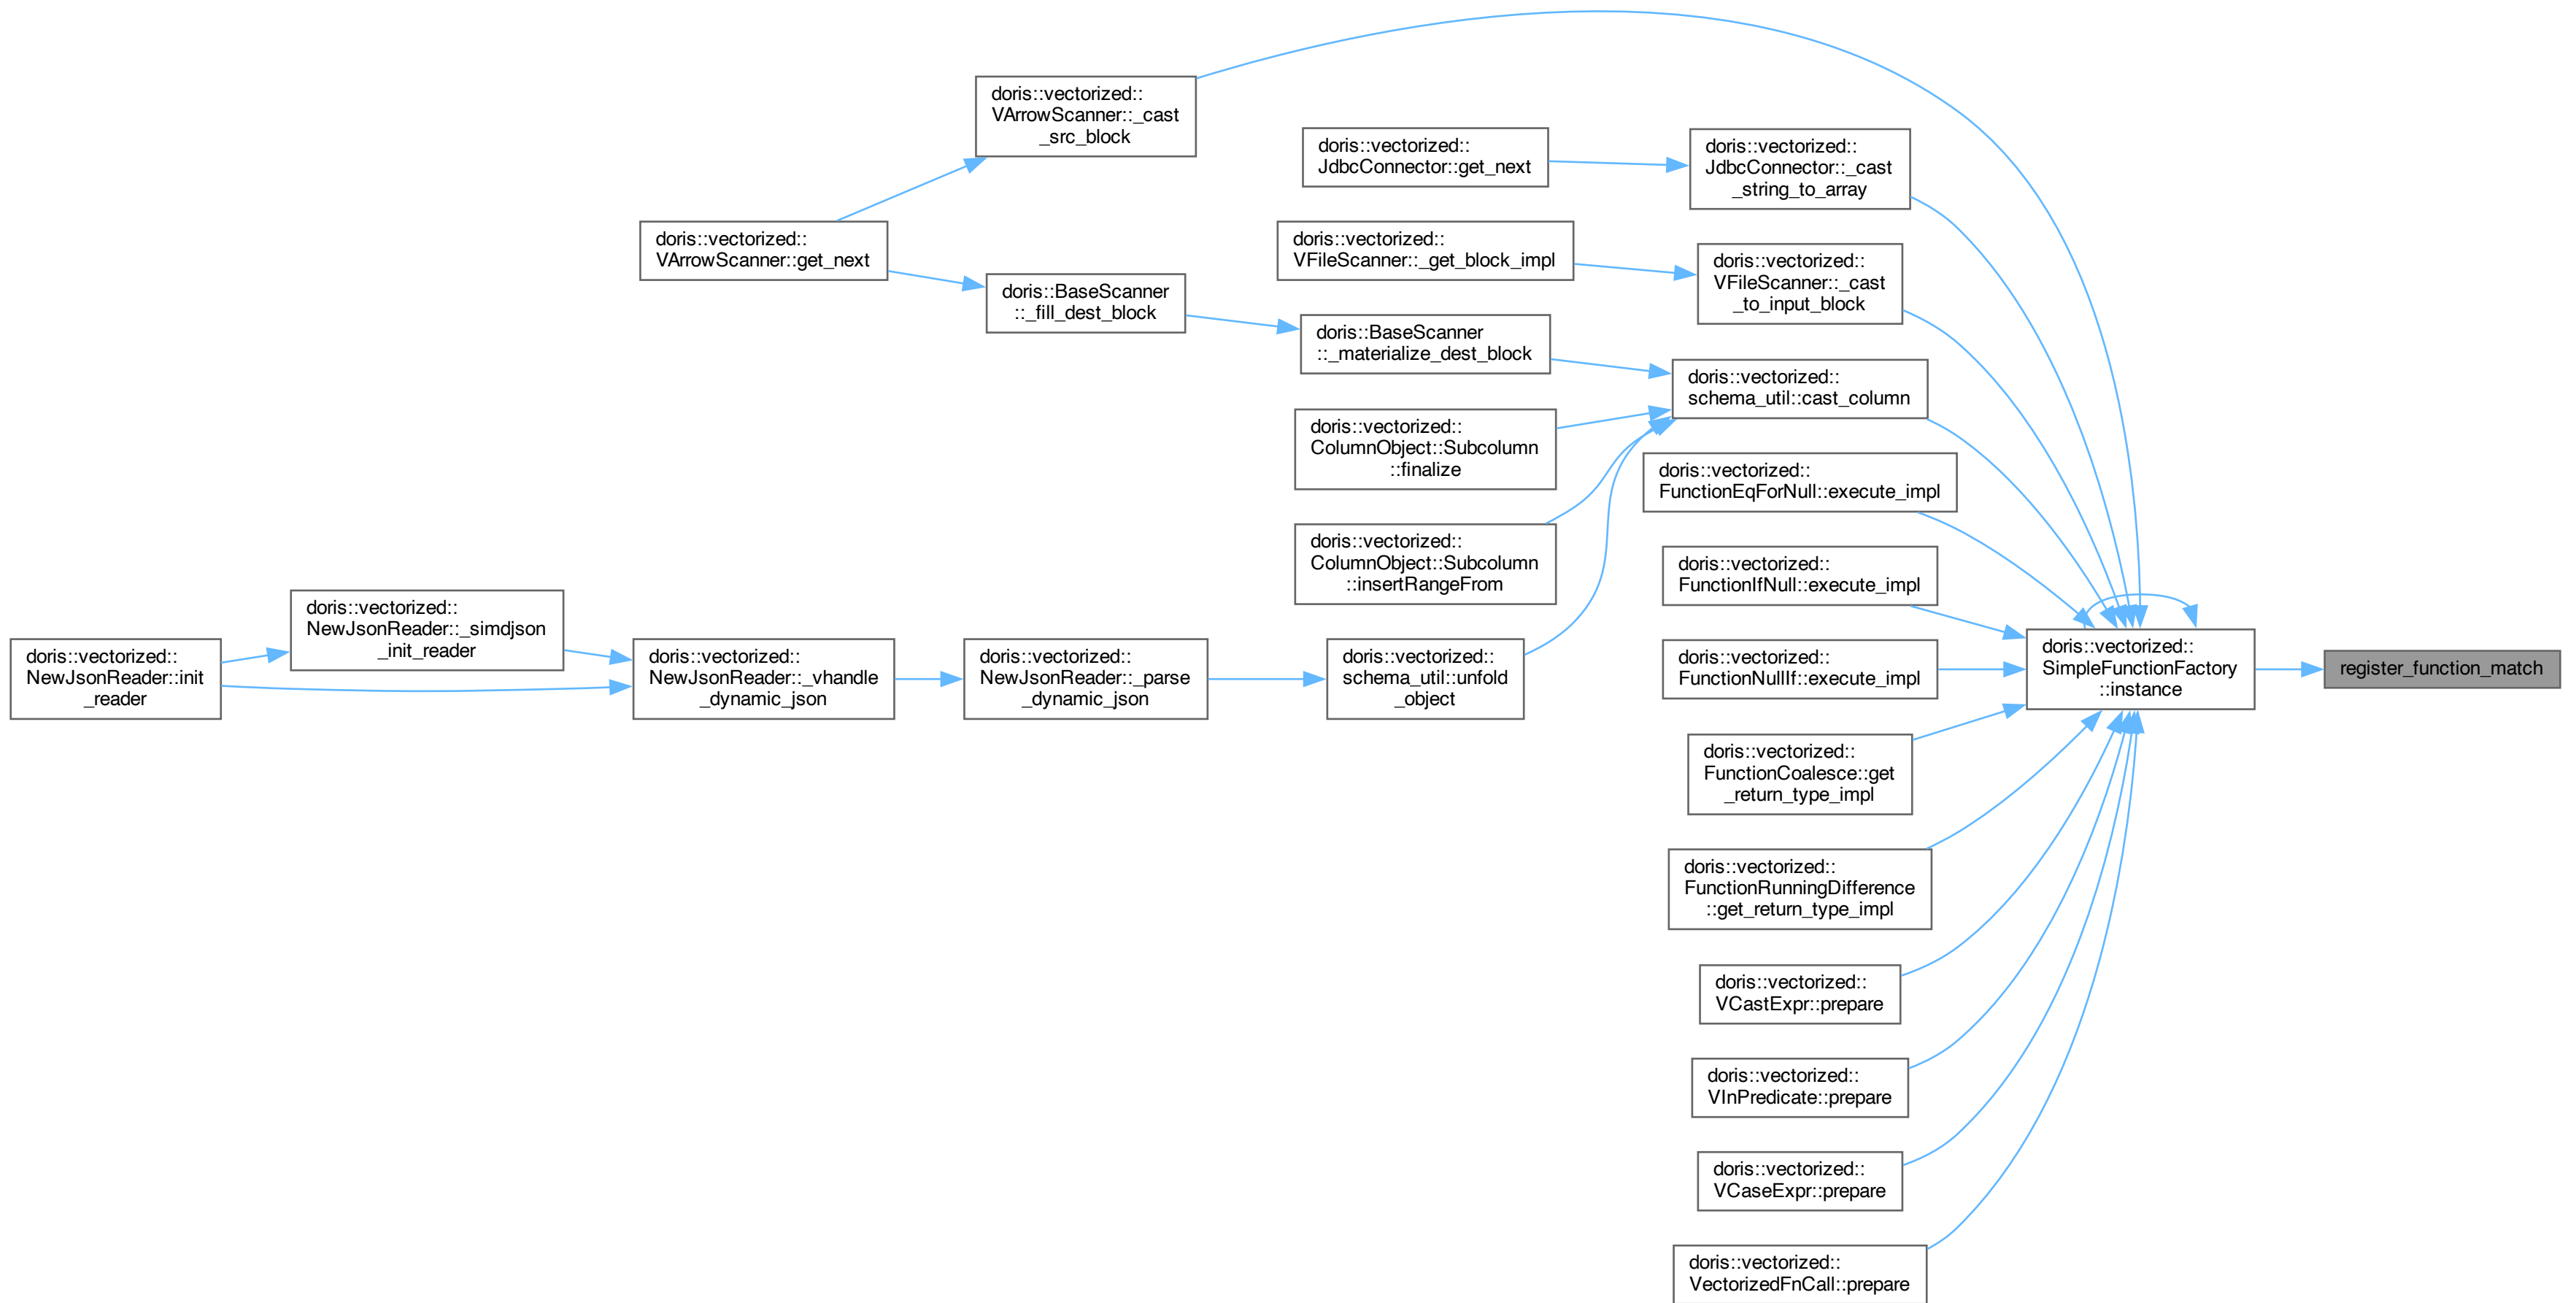 doris::vectorized::
VArrowScanner::_cast
_src_block
doris::vectorized::
JdbcConnector::get_next
doris::vectorized::
JdbcConnector::_cast
_string_to_array
doris::vectorized::
VArrowScanner::get_next
doris::vectorized::
VFileScanner::_get_block_impl
doris::vectorized::
VFileScanner::_cast
_to_input_block
doris::BaseScanner
::_fill_dest_block
doris::BaseScanner
::_materialize_dest_block
doris::vectorized::
schema_util::cast_column
doris::vectorized::
ColumnObject::Subcolumn
::finalize
doris::vectorized::
FunctionEqForNull::execute_impl
doris::vectorized::
ColumnObject::Subcolumn
::insertRangeFrom
doris::vectorized::
FunctionIfNull::execute_impl
doris::vectorized::
NewJsonReader::init
_reader
doris::vectorized::
NewJsonReader::_simdjson
_init_reader
doris::vectorized::
NewJsonReader::_vhandle
_dynamic_json
doris::vectorized::
NewJsonReader::_parse
_dynamic_json
doris::vectorized::
schema_util::unfold
_object
doris::vectorized::
FunctionNullIf::execute_impl
doris::vectorized::
SimpleFunctionFactory
::instance
register_function_match
doris::vectorized::
FunctionCoalesce::get
_return_type_impl
doris::vectorized::
FunctionRunningDifference
::get_return_type_impl
doris::vectorized::
VCastExpr::prepare
doris::vectorized::
VInPredicate::prepare
doris::vectorized::
VCaseExpr::prepare
doris::vectorized::
VectorizedFnCall::prepare